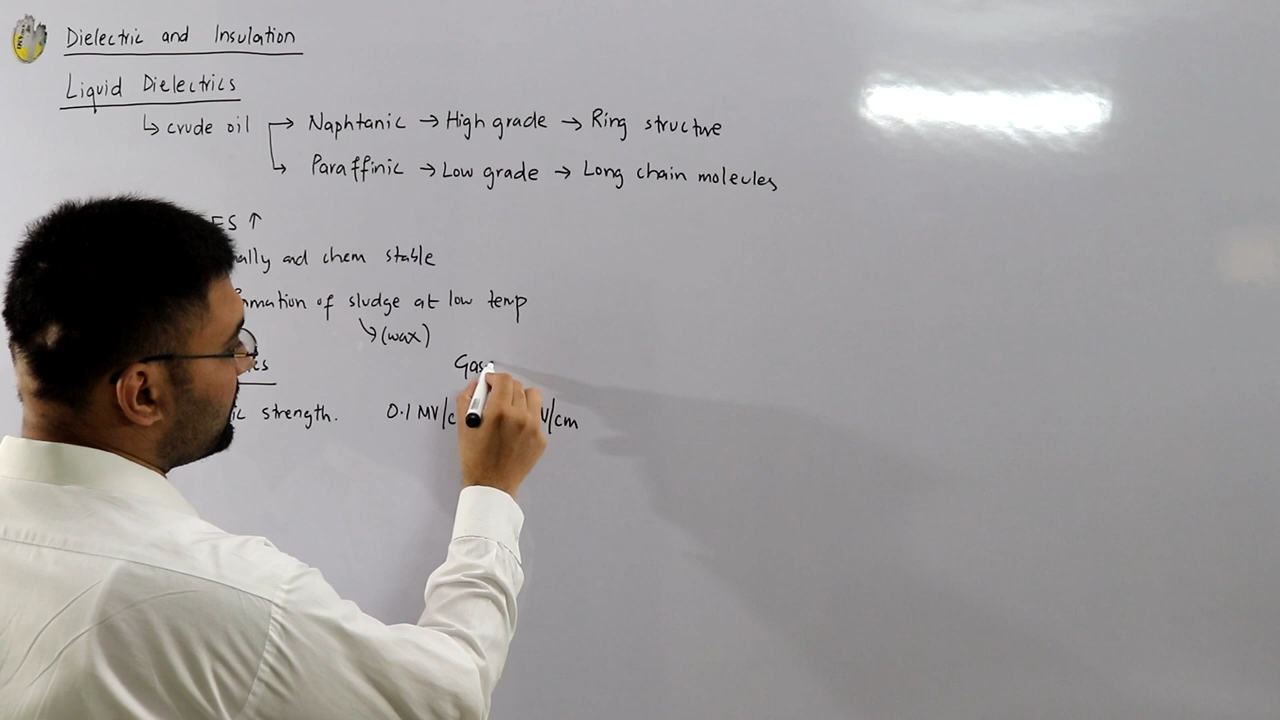 Dielectric and Insulation
Liquid Dielectrics
↳ crude oil → Naphtanic → High grade → Ring structure
→ Paraffinic → Low grade → Long chain molecules
ES ↑
ally and chem stable
mation of sludge at low temp
↳ (wax)
es Gas
ic strength. 0.1 MV/c V/cm